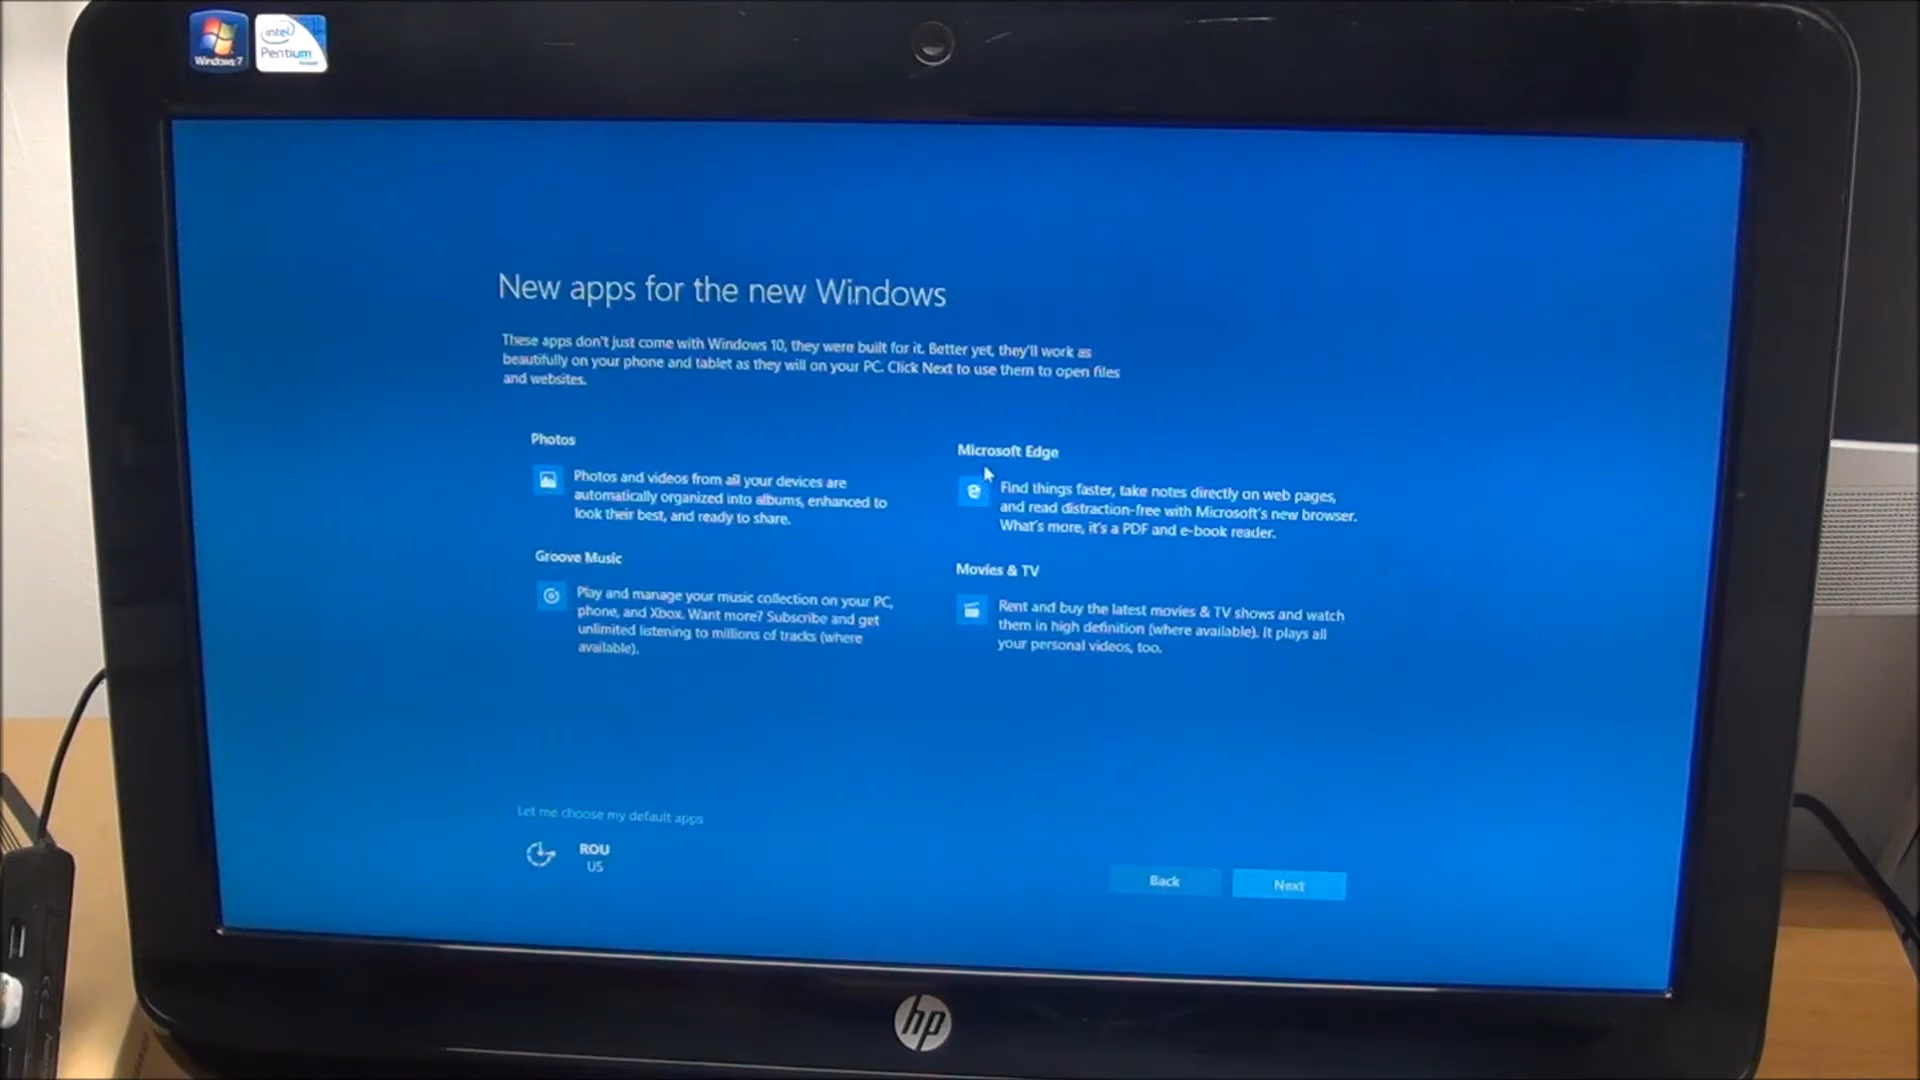 Windows 7
intel
Pentium
New apps for the new Windows
These apps don't just come with Windows 10, they were built for it. Better yet, they'll work as
beautifully on your phone and tablet as they will on your PC. Click Next to use them to open files
and websites.
Photos
Photos and videos from all your devices are
automatically organized into albums, enhanced to
look their best, and ready to share.
Groove Music
Play and manage your music collection on your PC,
phone, and Xbox. Want more? Subscribe and get
unlimited listening to millions of tracks (where
available).
Microsoft Edge
Find things faster, take notes directly on web pages,
and read distraction-free with Microsoft's new browser.
What's more, it's a PDF and e-book reader.
Movies & TV
Rent and buy the latest movies & TV shows and watch
them in high definition (where available). It plays all
your personal videos, too.
Let me choose my default apps
ROU
US
Back
Next
hp